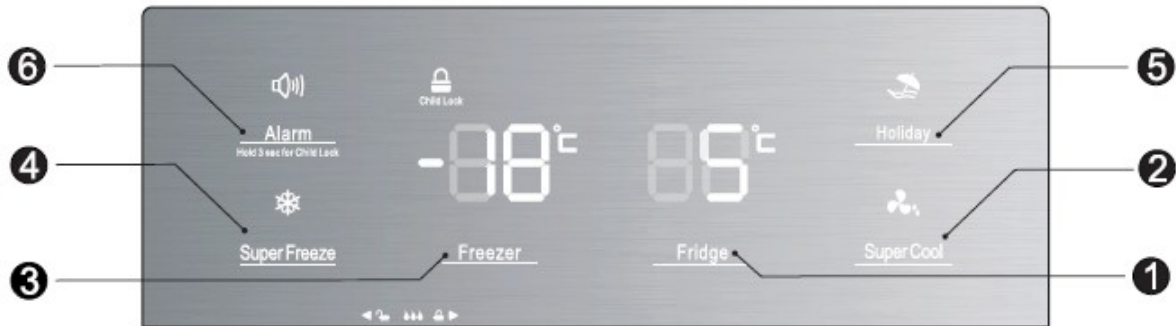 6
5
Child Lock
Alarm
Hold 3 sec for Child Lock
-18°C
5°C
Holiday
4
2
Super Freeze
Freezer
Fridge
Super Cool
3
1